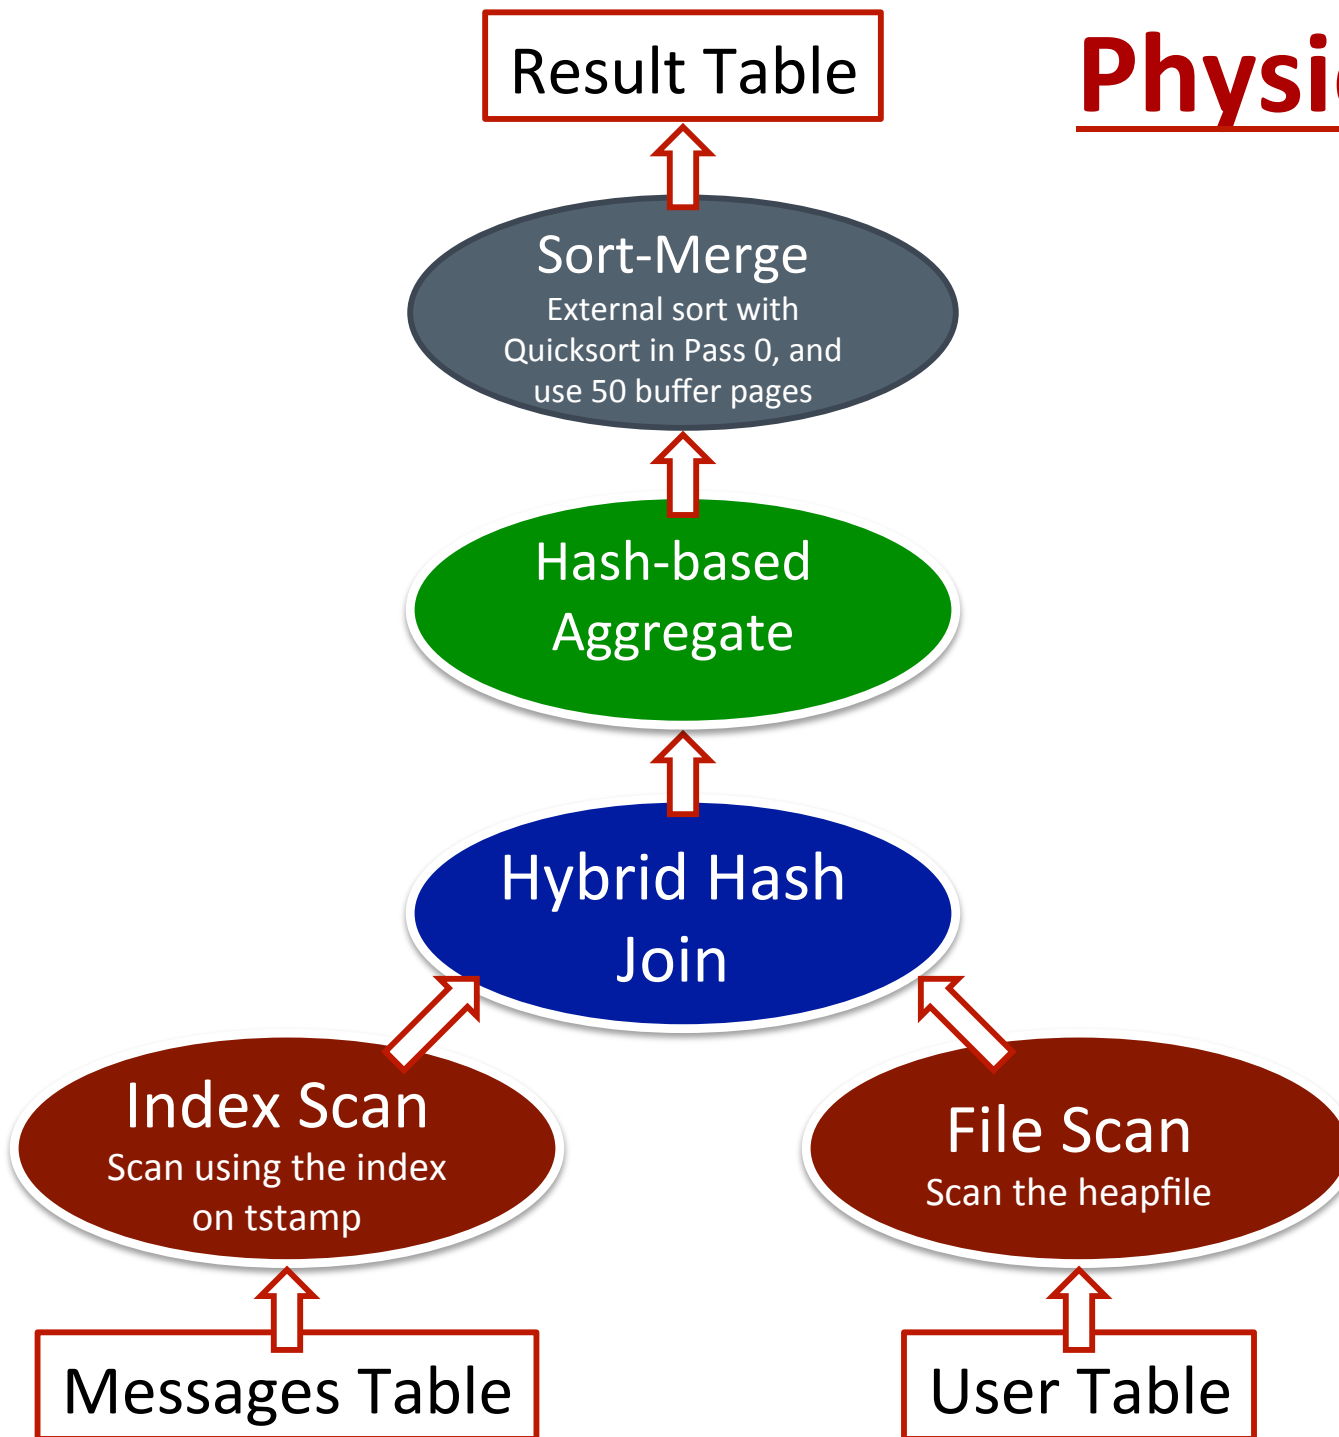 Result Table
Sort-Merge
External sort with
Quicksort in Pass 0, and
use 50 buffer pages
Hash-based
Aggregate
Hybrid Hash
Join
Index Scan
Scan using the index
on tstamp
File Scan
Scan the heapfile
Messages Table
User Table